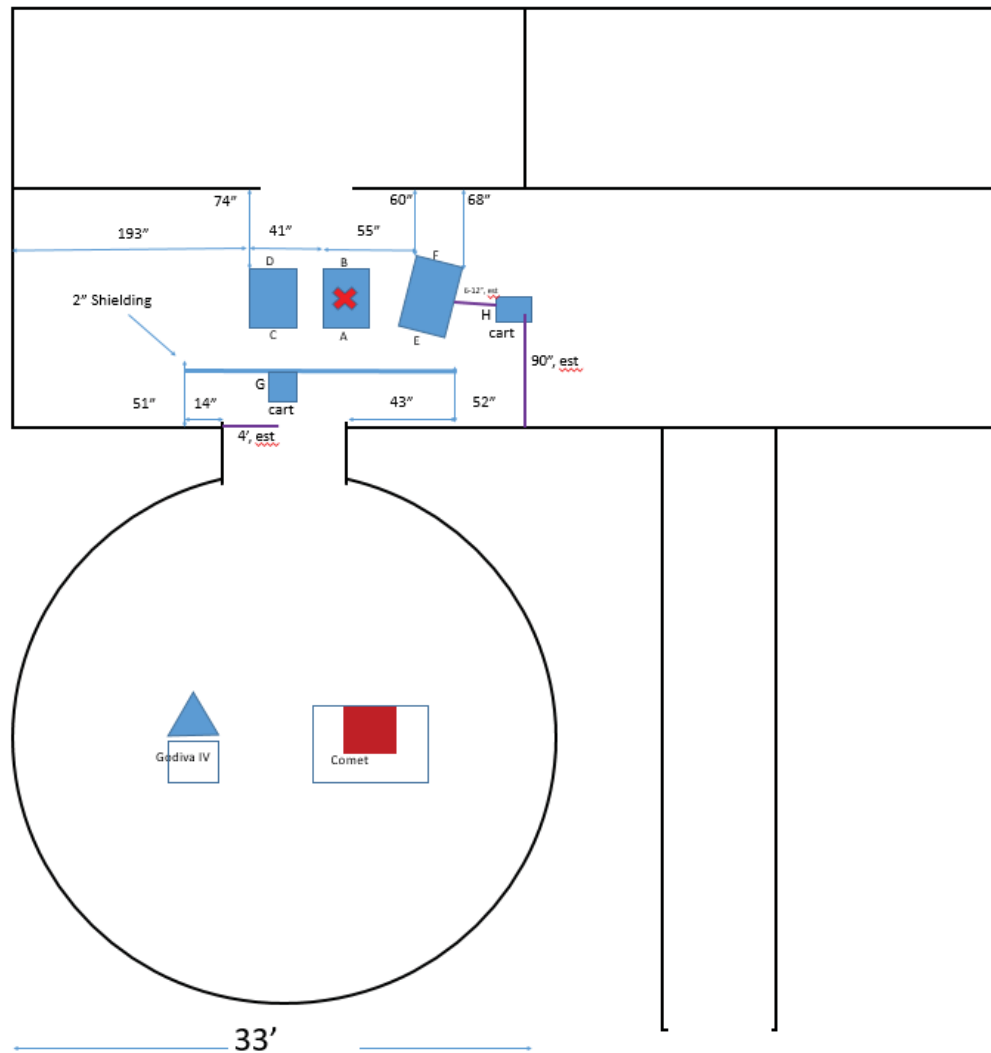 74”
60”
68”
193”
41”
55”
D
B
F
2” Shielding
6-12”, est
H
cart
C
A
E
90”, est
G
cart
51”
14”
43”
52”
4’, est
Godiva IV
Comet
33’